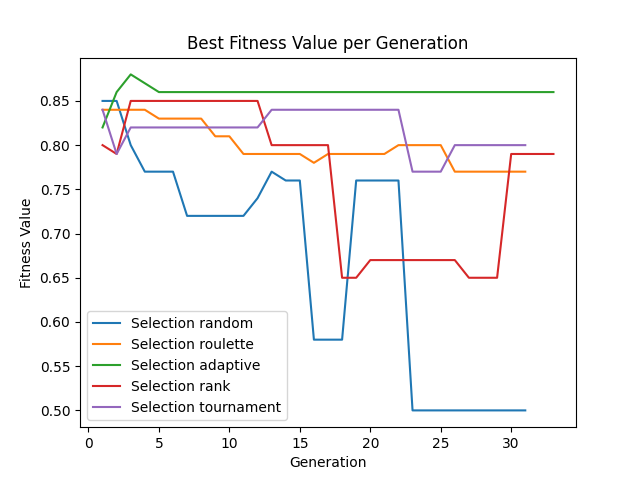 Best Fitness Value per Generation
Fitness Value
0.85
0.80
0.75
0.70
0.65
0.60
0.55
0.50
Selection random
Selection roulette
Selection adaptive
Selection rank
Selection tournament
0 5 10 15 20 25 30
Generation